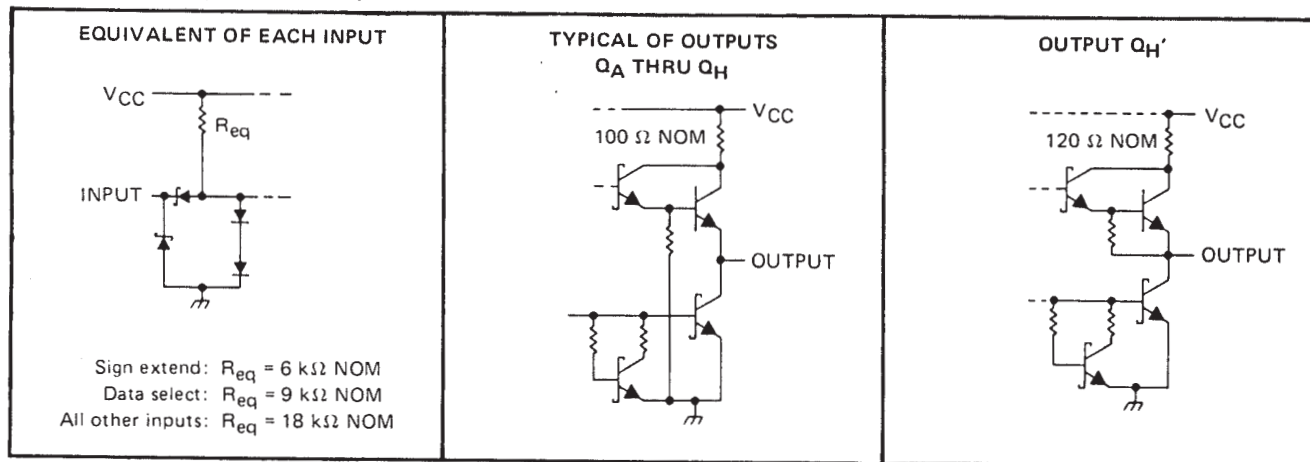 EQUIVALENT OF EACH INPUT
VCC
Req
INPUT
Sign extend: Req = 6 kΩ NOM
Data select: Req = 9 kΩ NOM
All other inputs: Req = 18 kΩ NOM
TYPICAL OF OUTPUTS
QA THRU QH
VCC
100 Ω NOM
OUTPUT
OUTPUT QH'
VCC
120 Ω NOM
OUTPUT